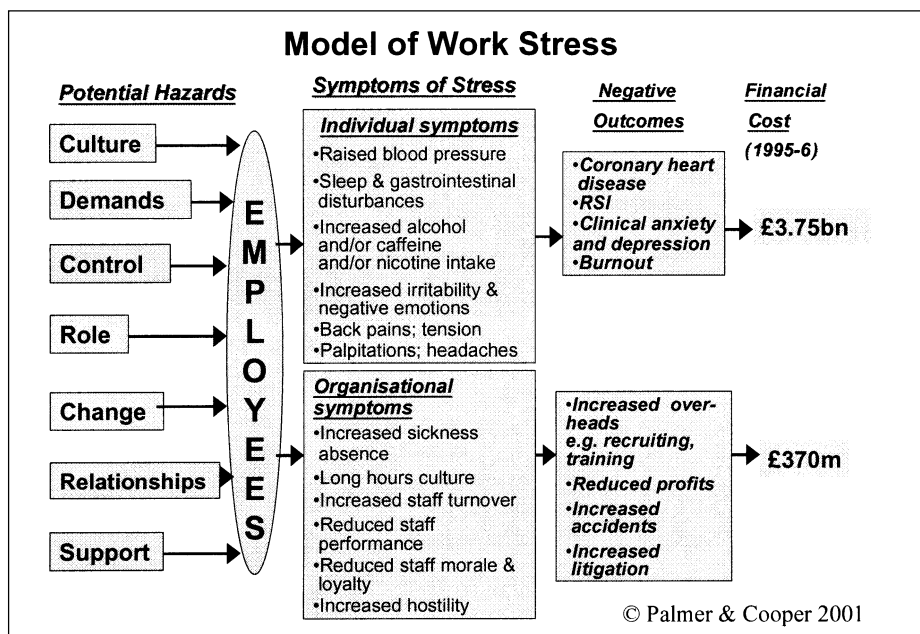 Model of Work Stress
Potential Hazards
Culture
Demands
Control
Role
Change
Relationships
Support
EMPLOYEES
Symptoms of Stress
Individual symptoms
•Raised blood pressure
•Sleep & gastrointestinal
disturbances
•Increased alcohol
and/or caffeine
and/or nicotine intake
•Increased irritability &
negative emotions
•Back pains; tension
•Palpitations; headaches
Organisational
symptoms
•Increased sickness
absence
•Long hours culture
•Increased staff turnover
•Reduced staff
performance
•Reduced staff morale &
loyalty
•Increased hostility
Negative
Outcomes
•Coronary heart
disease
•RSI
•Clinical anxiety
and depression
•Burnout
•Increased over-
heads
e.g. recruiting,
training
•Reduced profits
•Increased
accidents
•Increased
litigation
Financial
Cost
(1995-6)
£3.75bn
£370m
© Palmer & Cooper 2001